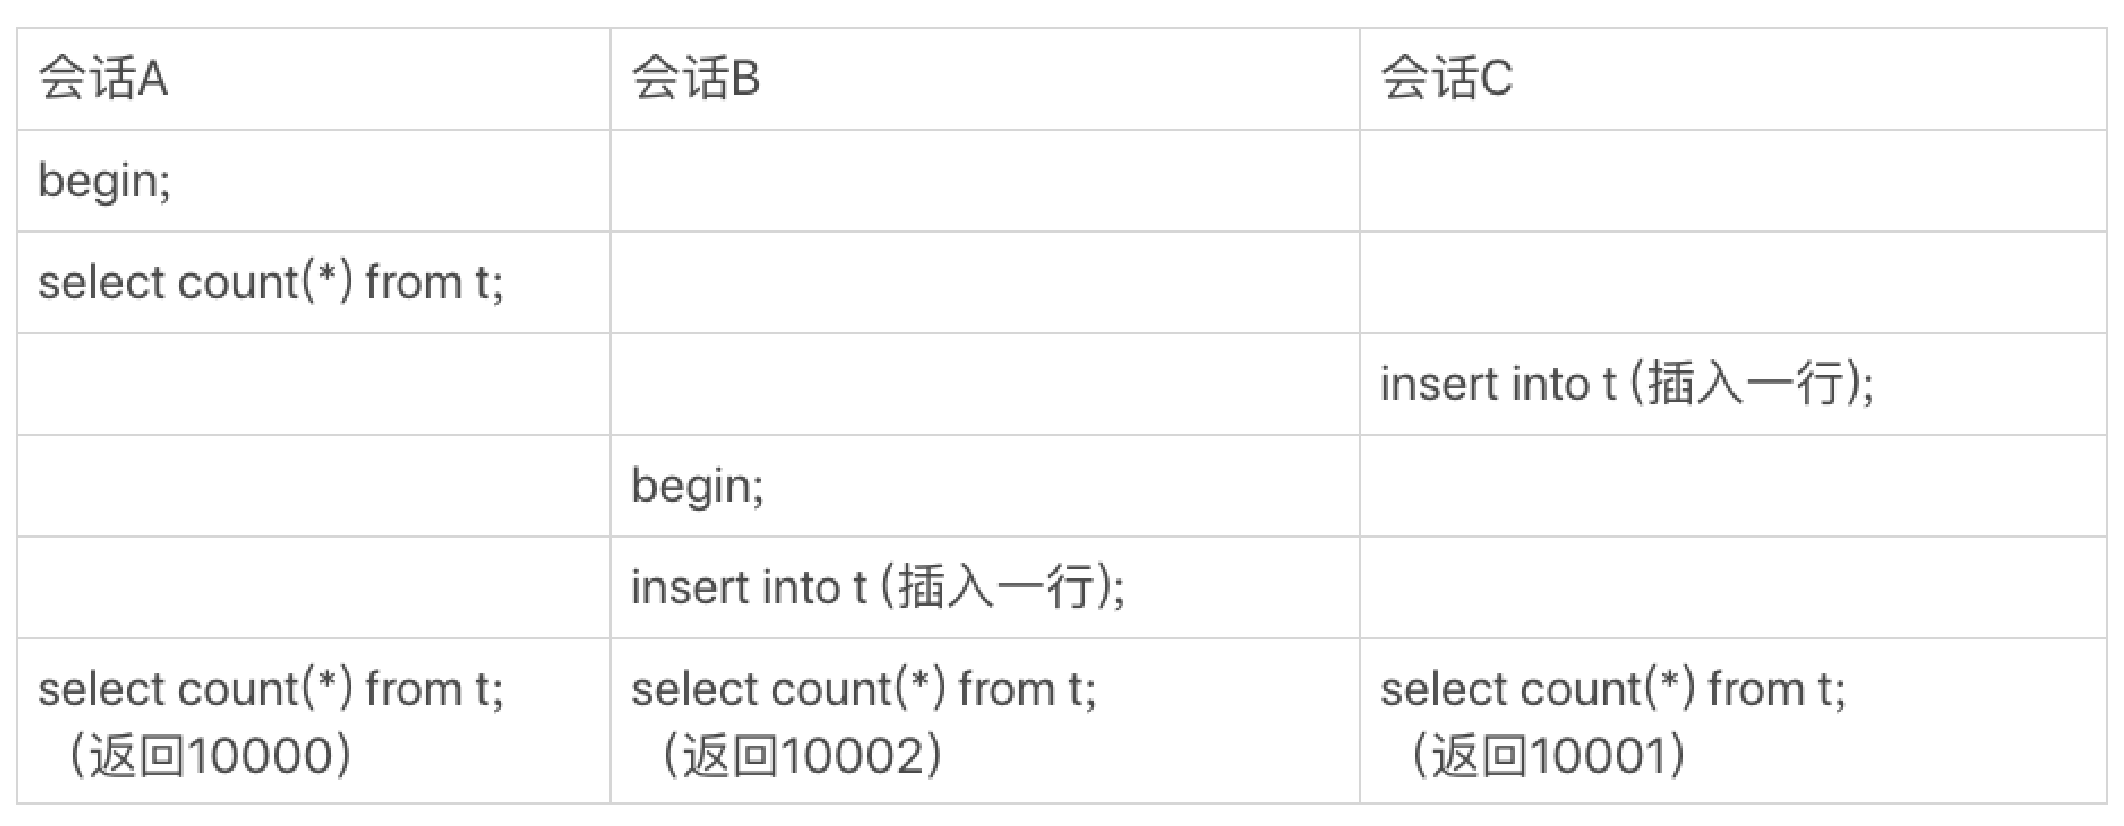 会话A
会话B
会话C
begin;
select count(*) from t;
insert into t (插入一行);
begin;
insert into t (插入一行);
select count(*) from t;
（返回10000）
select count(*) from t;
（返回10002）
select count(*) from t;
（返回10001）